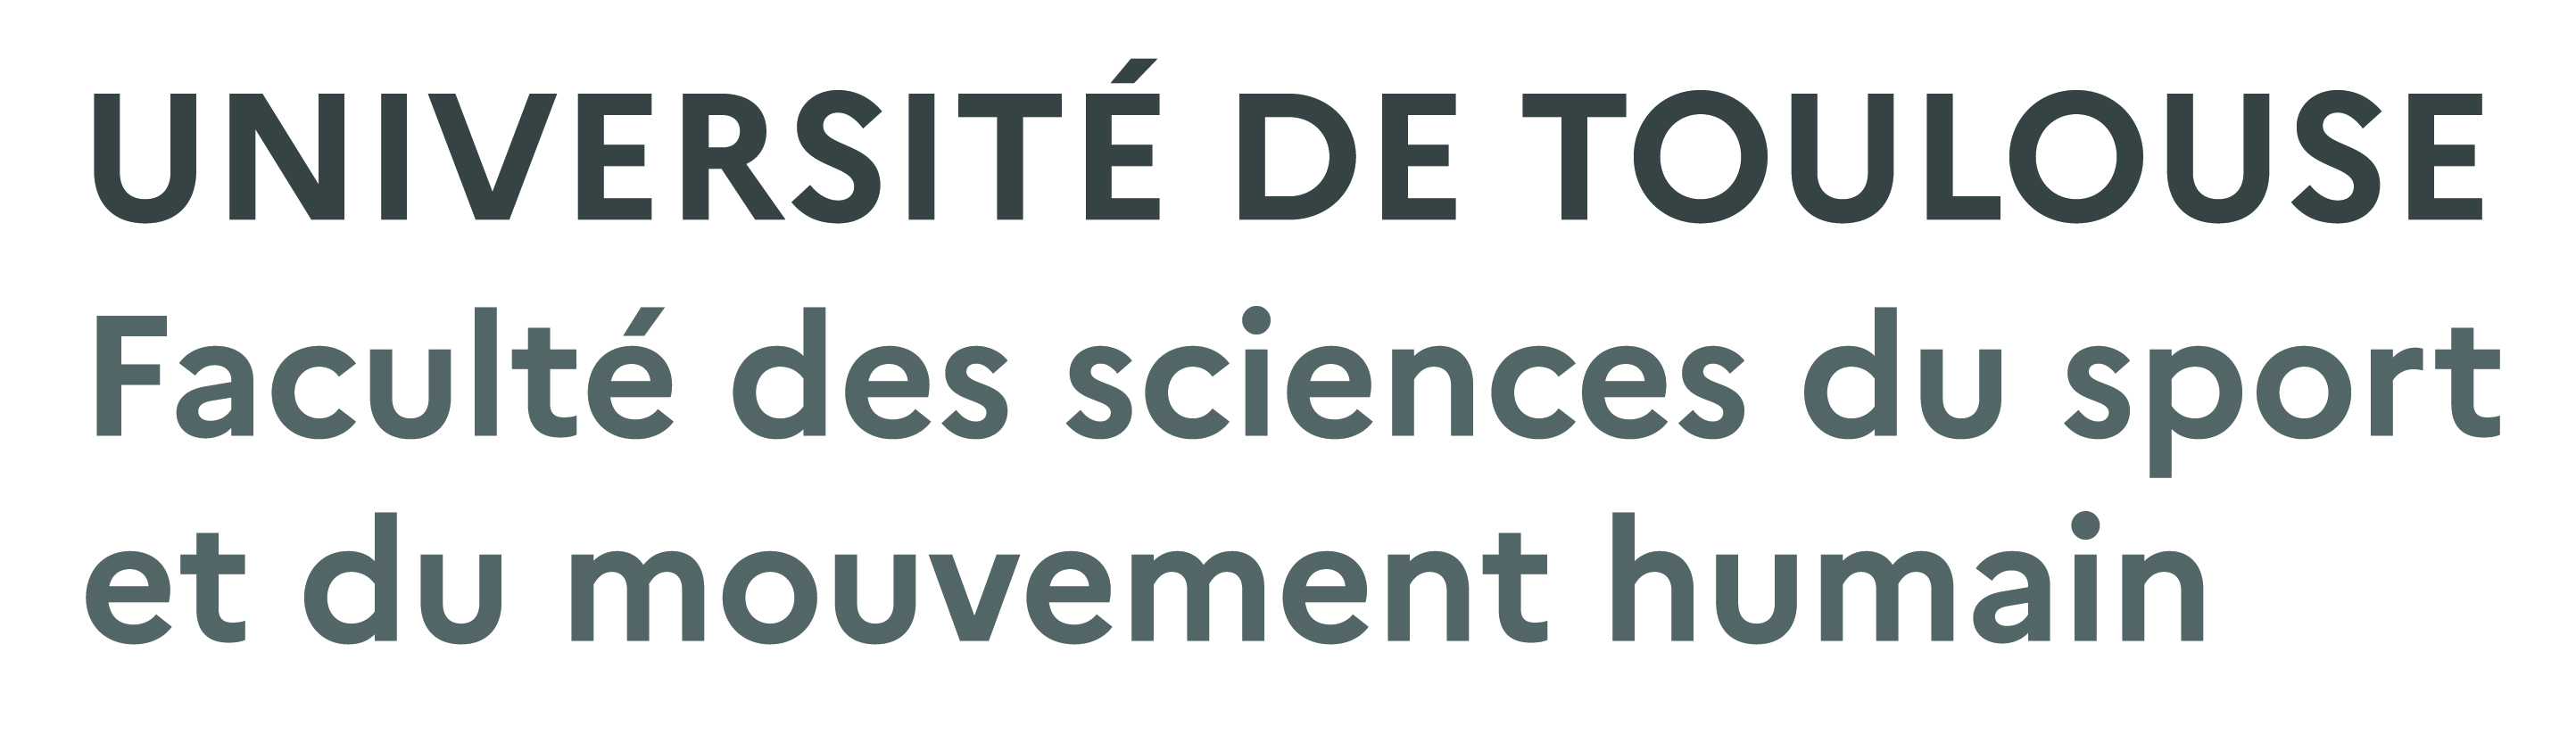 UNIVERSITÉ DE TOULOUSE
Faculté des sciences du sport
et du mouvement humain